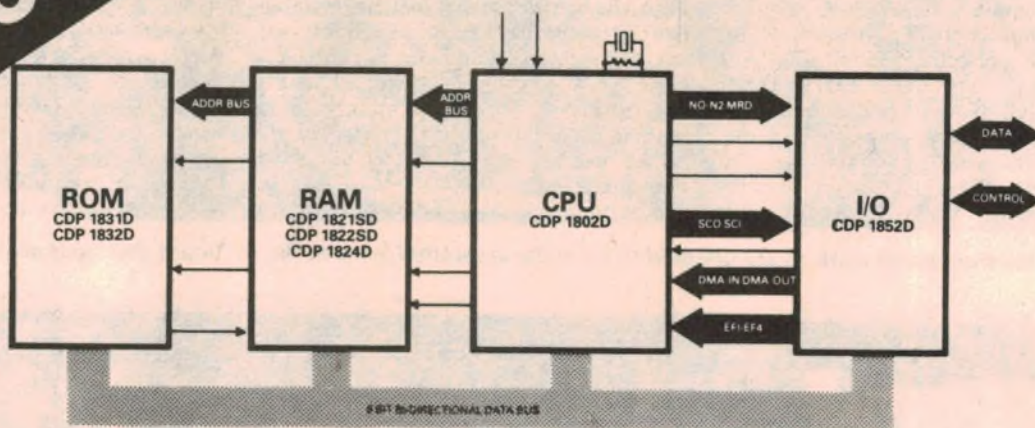 ADDR BUS
ADDR
BUS
NO-N2 MRD
DATA
CONTROL
ROM
CDP 1831D
CDP 1832D
RAM
CDP 1821SD
CDP 1822SD
CDP 1824D
CPU
CDP 1802D
I/O
CDP 1852D
SCO SCI
DMA-IN DMA OUT
EFI-EF4
8 BIT BI-DIRECTIONAL DATA BUS